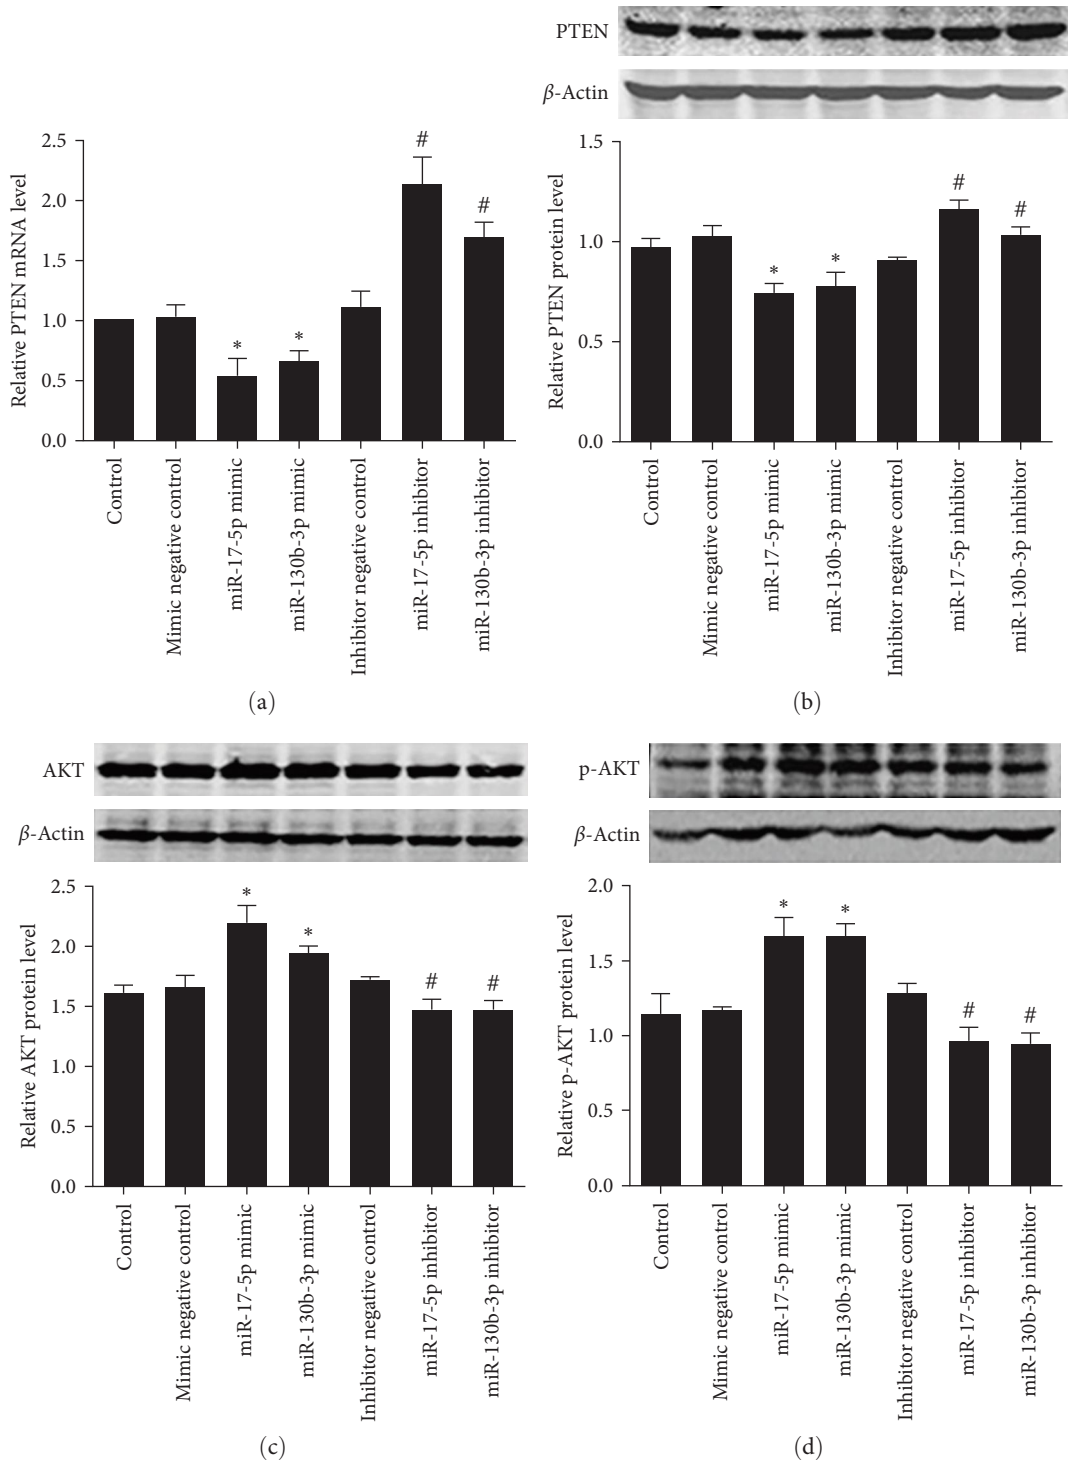 2.5
2.0
1.5
1.0
0.5
0.0
Relative PTEN mRNA level
*
*
#
#
Control
Mimic negative control
miR-17-5p mimic
miR-130b-3p mimic
Inhibitor negative control
miR-17-5p inhibitor
miR-130b-3p inhibitor
(a)
PTEN
β-Actin
1.5
1.0
0.5
0.0
Relative PTEN protein level
*
*
#
#
Control
Mimic negative control
miR-17-5p mimic
miR-130b-3p mimic
Inhibitor negative control
miR-17-5p inhibitor
miR-130b-3p inhibitor
(b)
AKT
β-Actin
2.5
2.0
1.5
1.0
0.5
0.0
Relative AKT protein level
*
*
#
#
Control
Mimic negative control
miR-17-5p mimic
miR-130b-3p mimic
Inhibitor negative control
miR-17-5p inhibitor
miR-130b-3p inhibitor
(c)
p-AKT
β-Actin
2.0
1.5
1.0
0.5
0.0
Relative p-AKT protein level
*
*
#
#
Control
Mimic negative control
miR-17-5p mimic
miR-130b-3p mimic
Inhibitor negative control
miR-17-5p inhibitor
miR-130b-3p inhibitor
(d)